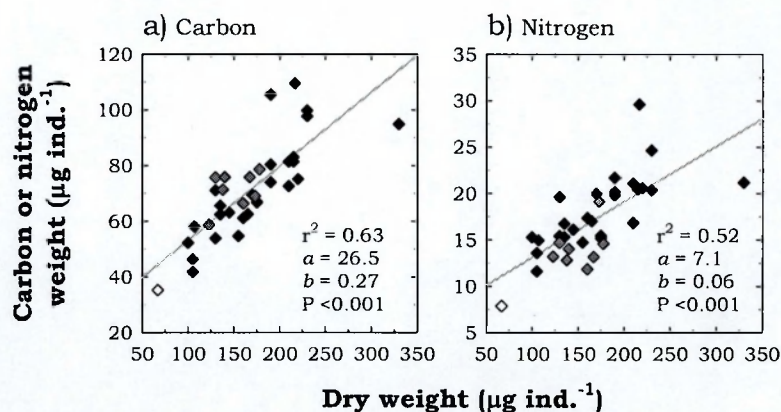 a) Carbon
b) Nitrogen
Carbon or nitrogen
weight (µg ind.⁻¹)
120
100
80
60
40
20
r² = 0.63
a = 26.5
b = 0.27
P <0.001
50 100 150 200 250 300 350
35
30
25
20
15
10
5
r² = 0.52
a = 7.1
b = 0.06
P <0.001
50 100 150 200 250 300 350
Dry weight (µg ind.⁻¹)